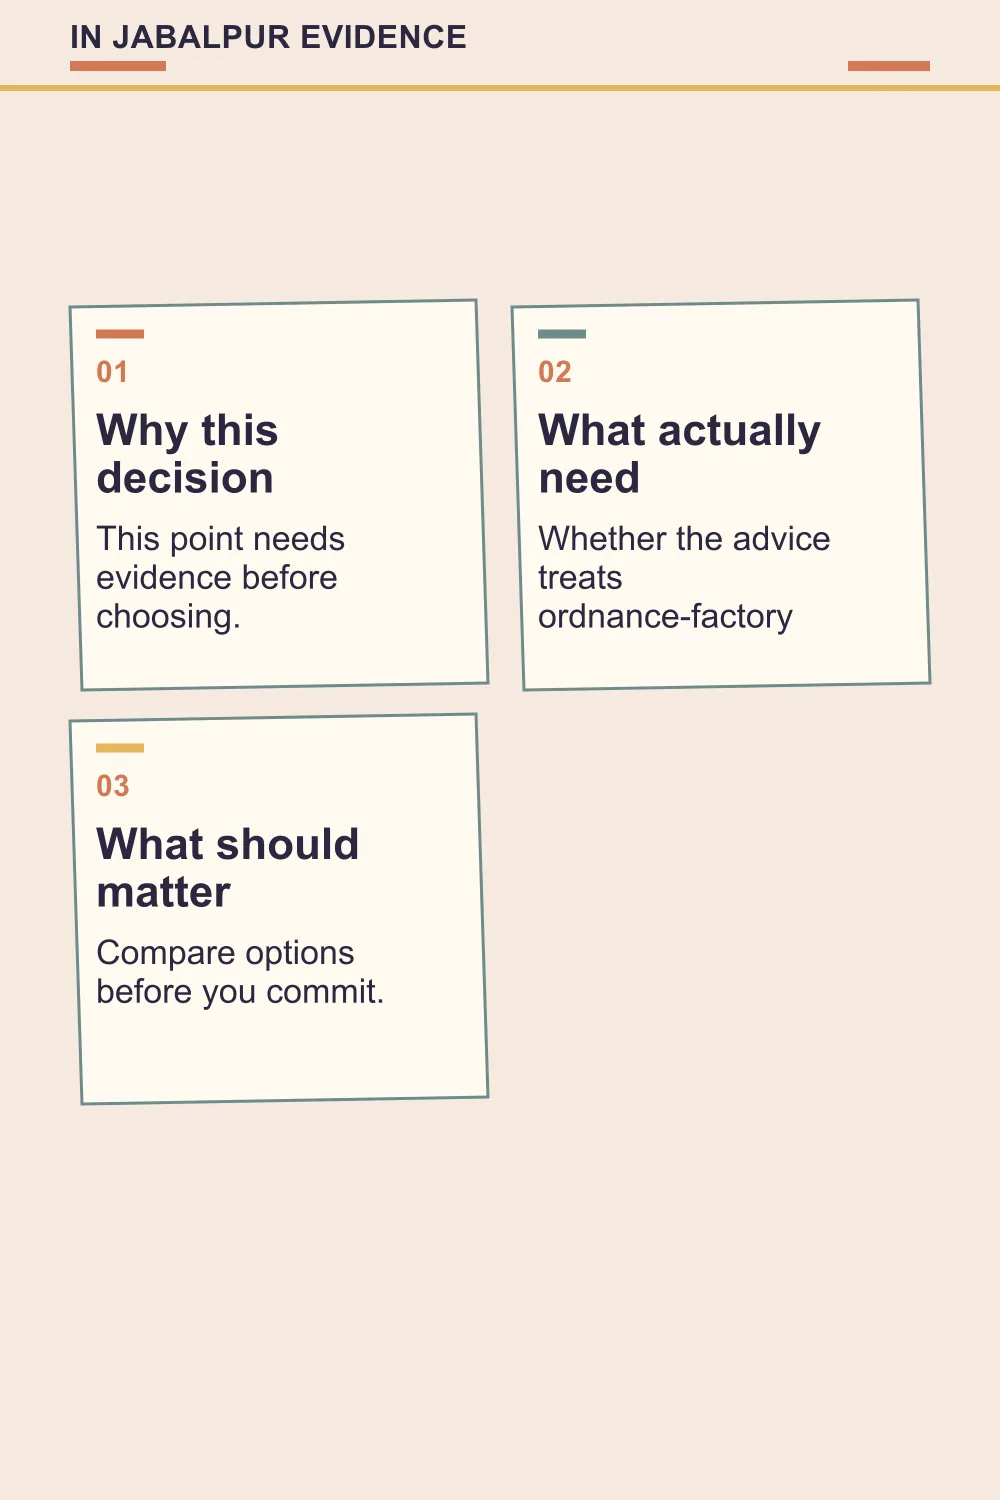 IN JABALPUR EVIDENCE
01
Why this
decision
This point needs
evidence before
choosing.
02
What actually
need
Whether the advice
treats
ordnance-factory
03
What should
matter
Compare options
before you commit.